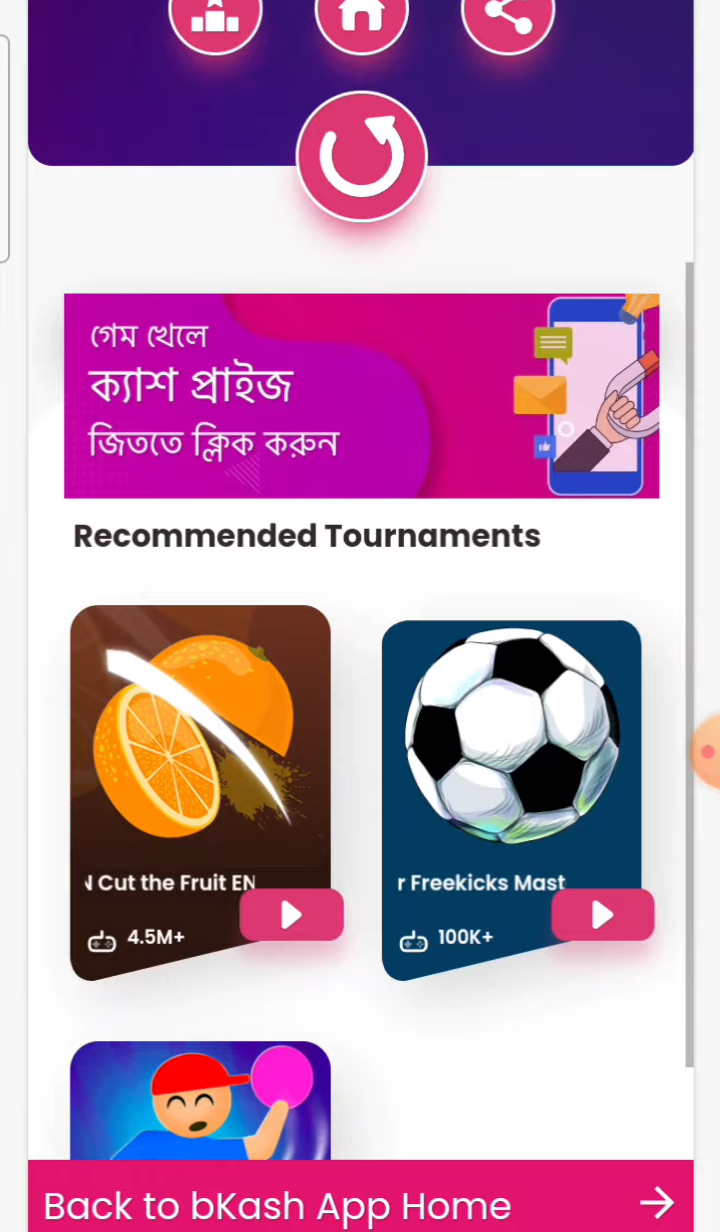 গেম খেলে
ক্যাশ প্রাইজ
জিততে ক্লিক করুন
Recommended Tournaments
Cut the Fruit EN
r Freekicks Mast
4.5M+
100K+
Back to bKash App Home